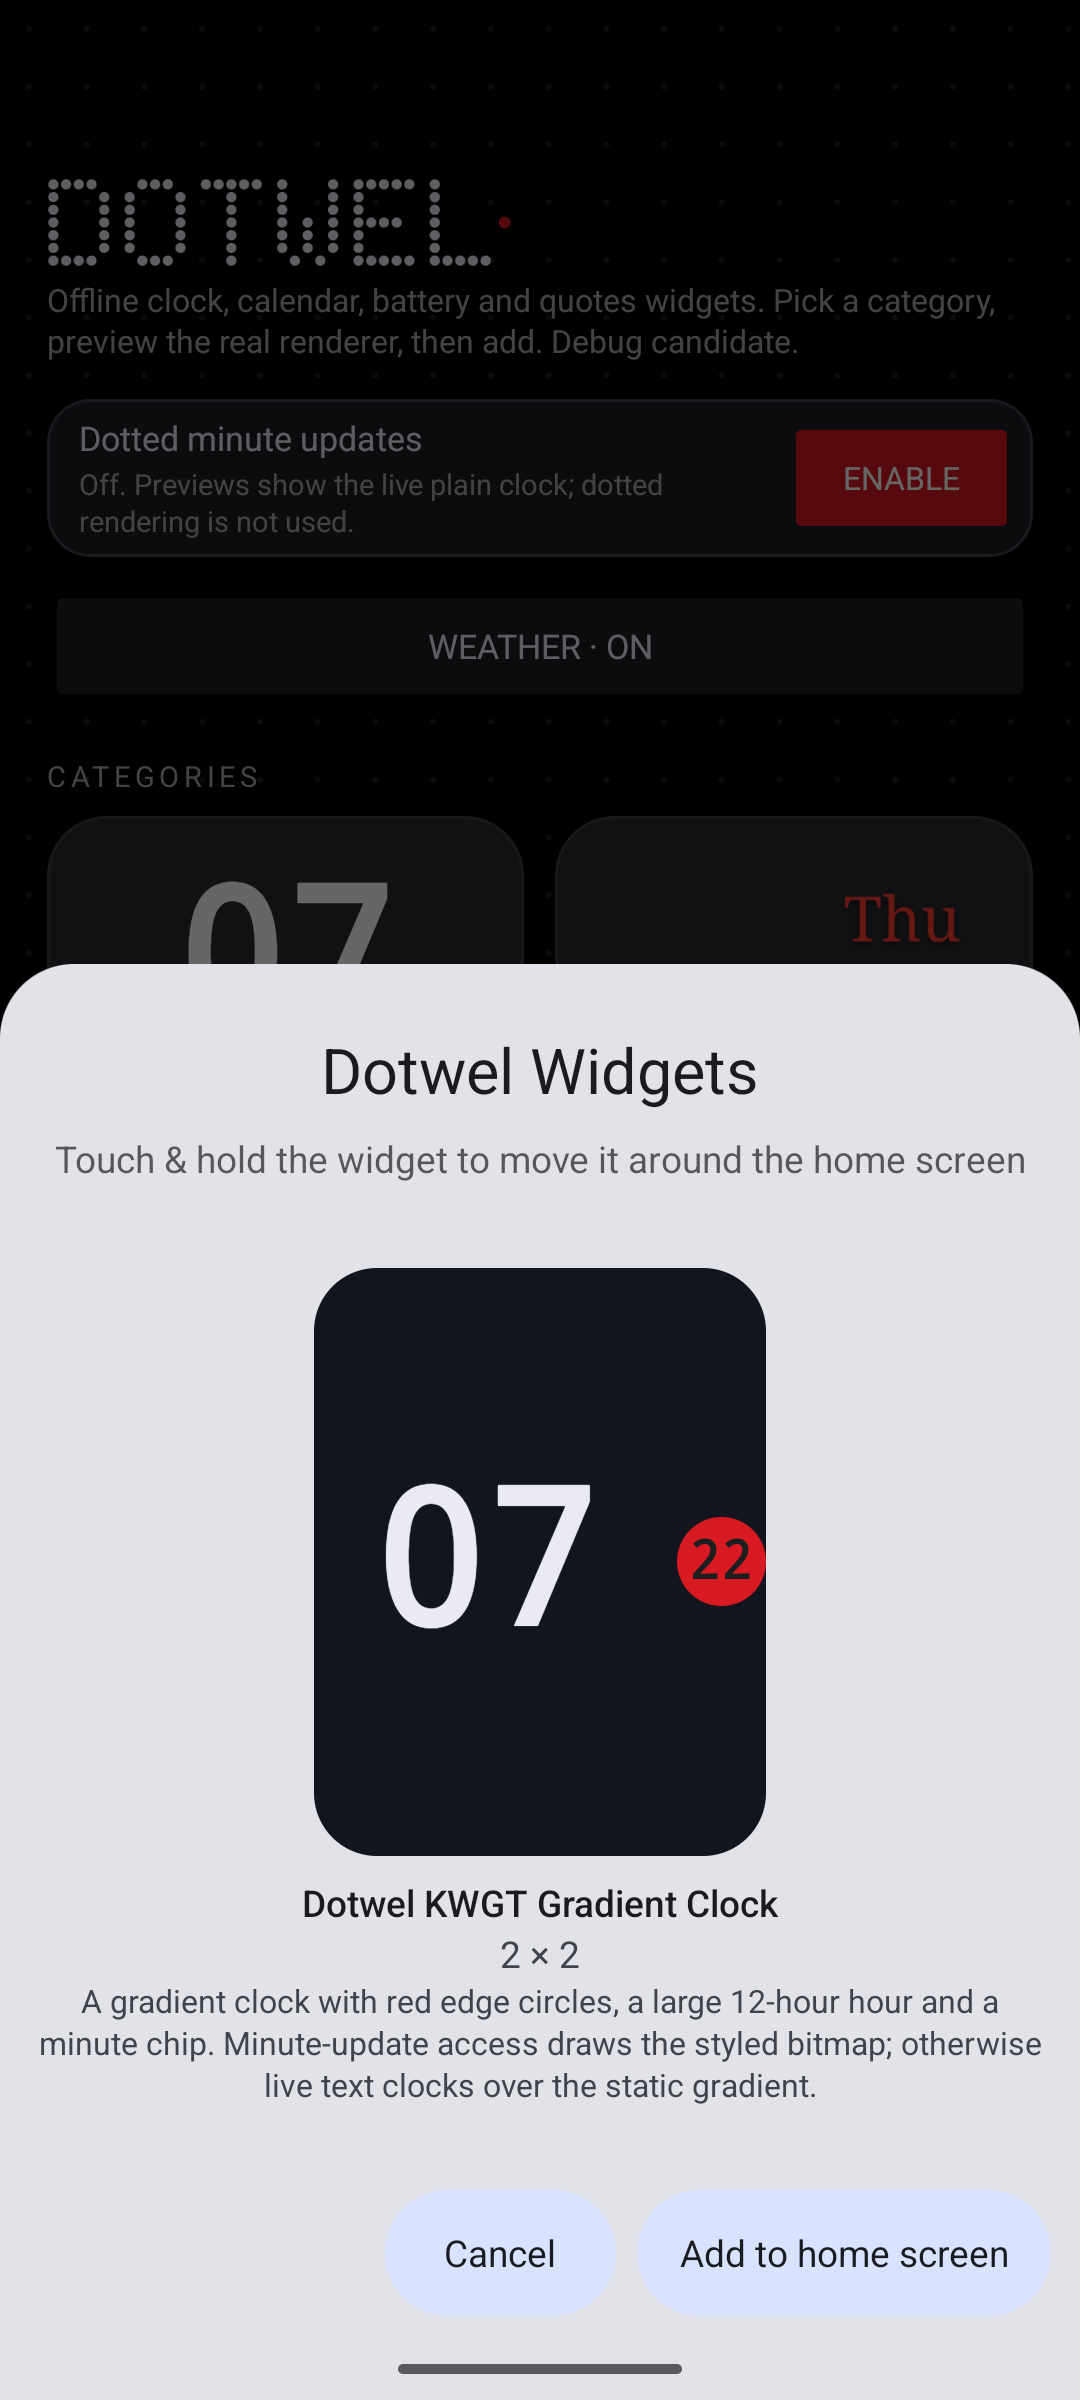 DOTWEL.
Offline clock, calendar, battery and quotes widgets. Pick a category,
preview the real renderer, then add. Debug candidate.
Dotted minute updates
Off. Previews show the live plain clock; dotted
rendering is not used.
ENABLE
WEATHER · ON
CATEGORIES
07
Thu
Dotwel Widgets
Touch & hold the widget to move it around the home screen
07
22
Dotwel KWGT Gradient Clock
2 × 2
A gradient clock with red edge circles, a large 12-hour hour and a
minute chip. Minute-update access draws the styled bitmap; otherwise
live text clocks over the static gradient.
Cancel
Add to home screen